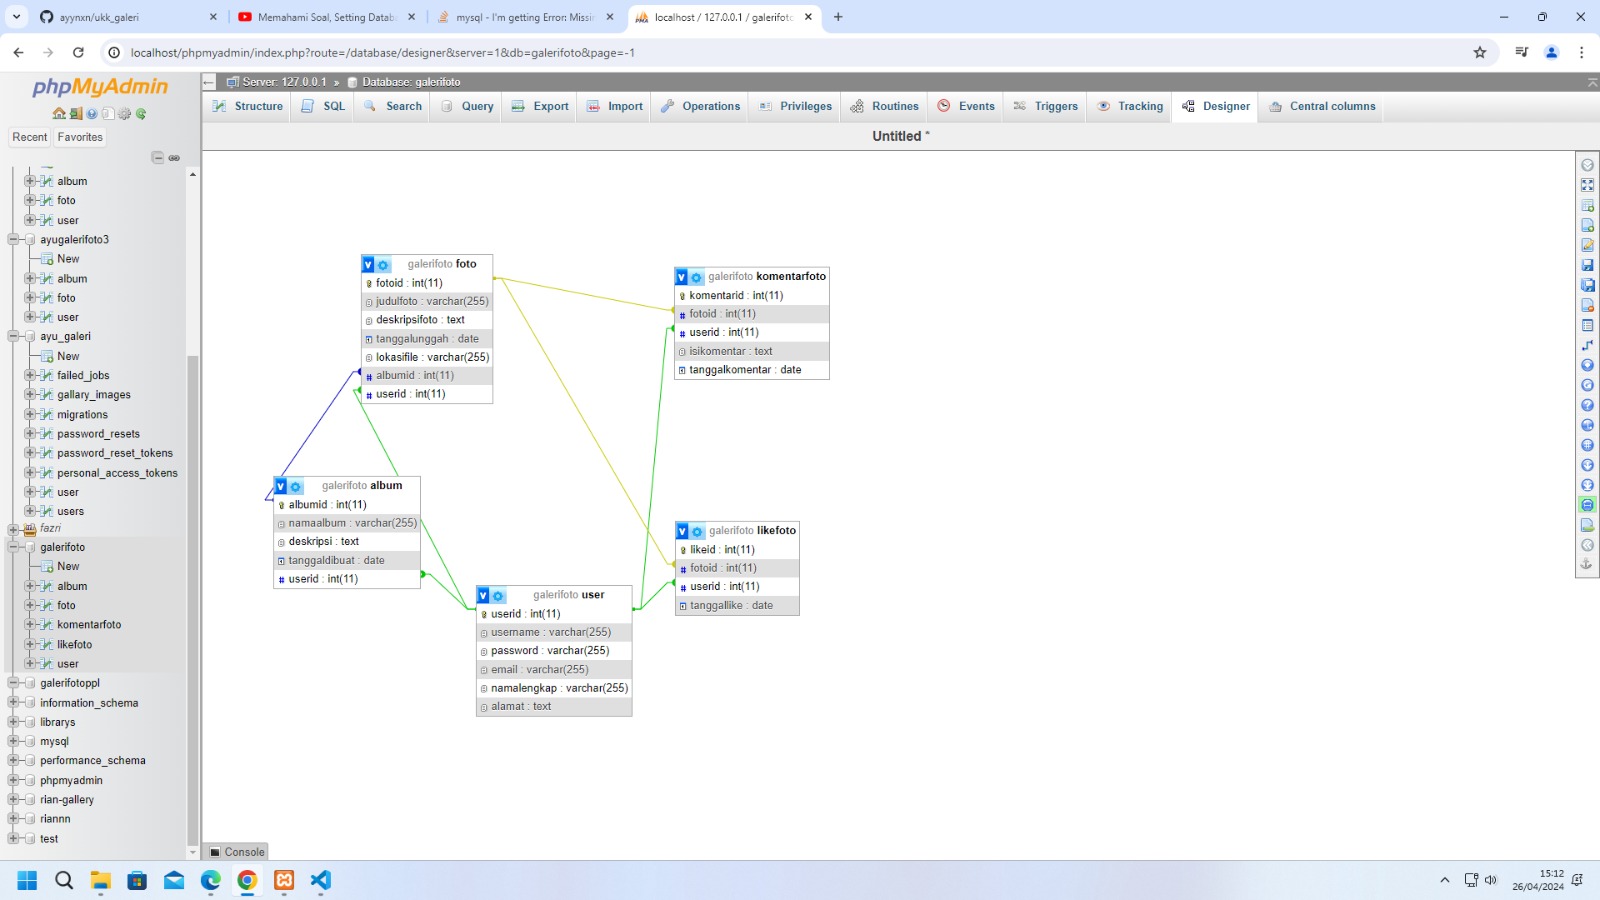 ayynxn/ukk_galeri
Memahami Soal, Setting Datab
mysql - I'm getting Error: Missin
localhost / 127.0.0.1 / galerifoto
localhost/phpmyadmin/index.php?route=/database/designer&server=1&db=galerifoto&page=-1
phpMyAdmin
Recent
Favorites
album
foto
user
ayugalerifoto3
New
album
foto
user
ayu_galeri
New
failed_jobs
gallary_images
migrations
password_resets
password_reset_tokens
personal_access_tokens
user
users
fazri
galerifoto
New
album
foto
komentarfoto
likefoto
user
galerifotoppl
information_schema
librarys
mysql
performance_schema
phpmyadmin
rian-gallery
riannn
test
Server: 127.0.0.1 » Database: galerifoto
Structure
SQL
Search
Query
Export
Import
Operations
Privileges
Routines
Events
Triggers
Tracking
Designer
Central columns
Untitled *
V galerifoto foto
fotoid : int(11)
judulfoto : varchar(255)
deskripsifoto : text
tanggalunggah : date
lokasifile : varchar(255)
# albumid : int(11)
# userid : int(11)
V galerifoto komentarfoto
komentarid : int(11)
# fotoid : int(11)
# userid : int(11)
isikomentar : text
tanggalkomentar : date
V galerifoto album
albumid : int(11)
namaalbum : varchar(255)
deskripsi : text
tanggaldibuat : date
# userid : int(11)
V galerifoto likefoto
likeid : int(11)
# fotoid : int(11)
# userid : int(11)
tanggallike : date
V galerifoto user
userid : int(11)
username : varchar(255)
password : varchar(255)
email : varchar(255)
namalengkap : varchar(255)
alamat : text
Console
15:12
26/04/2024